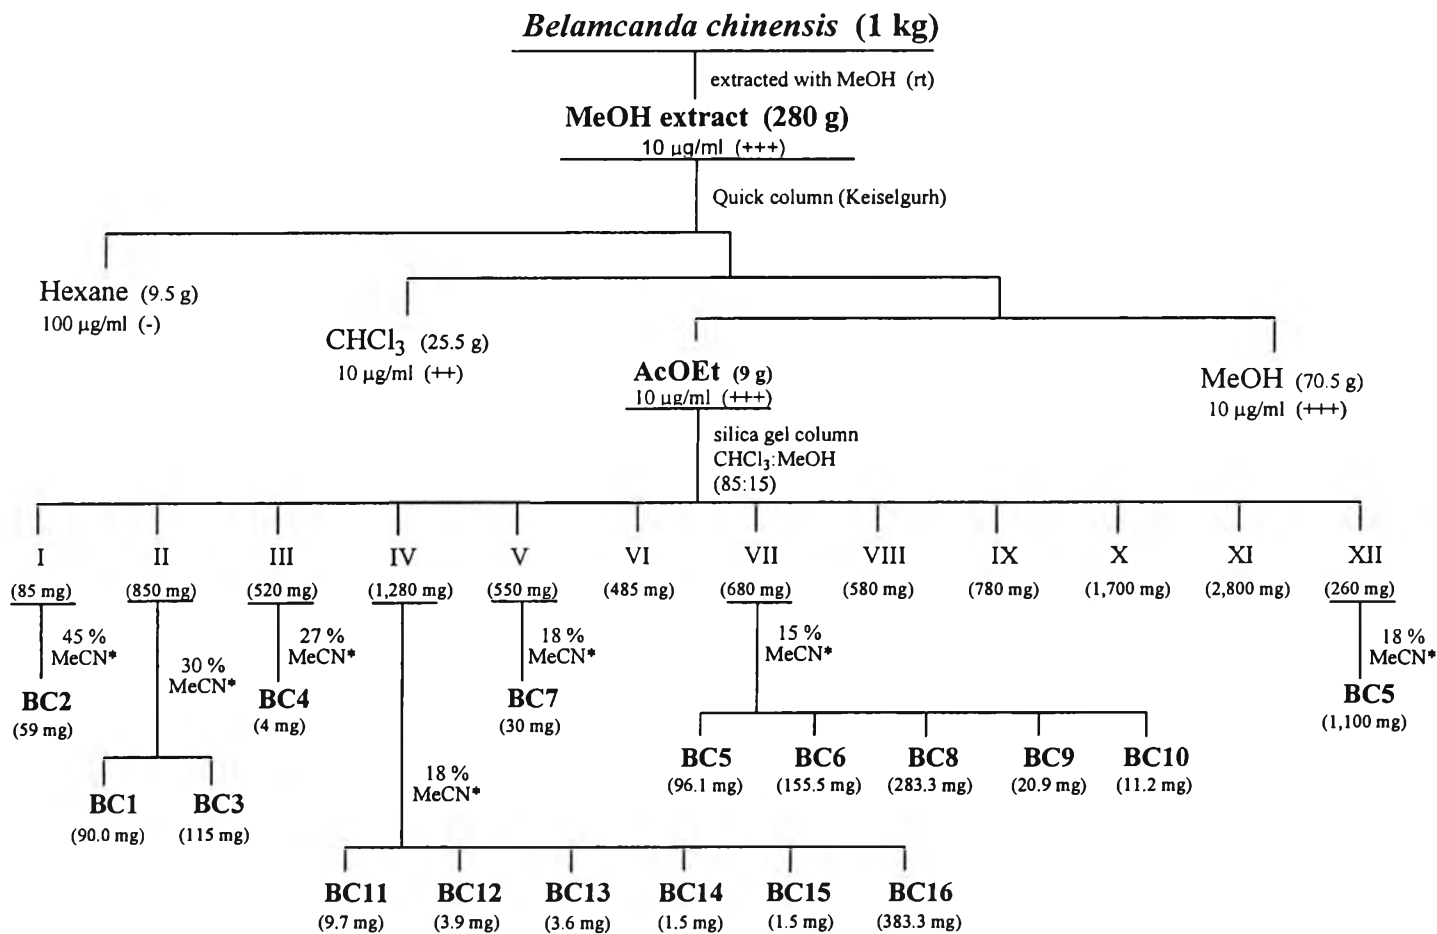 Belamcanda chinensis (1 kg)
extracted with MeOH (rt)
MeOH extract (280 g)
10 µg/ml (+++)
Quick column (Keiselgurh)
Hexane (9.5 g)
100 µg/ml (-)
CHCl₃ (25.5 g)
10 µg/ml (++)
AcOEt (9 g)
10 µg/ml (+++)
MeOH (70.5 g)
10 µg/ml (+++)
silica gel column
CHCl₃:MeOH
(85:15)
I II III IV V VI VII VIII IX X XI XII
(85 mg) (850 mg) (520 mg) (1,280 mg) (550 mg) (485 mg) (680 mg) (580 mg) (780 mg) (1,700 mg) (2,800 mg) (260 mg)
45 %
MeCN*
30 %
MeCN*
27 %
MeCN*
18 %
MeCN*
15 %
MeCN*
18 %
MeCN*
BC2
(59 mg)
BC4
(4 mg)
BC7
(30 mg)
BC5
(1,100 mg)
BC5 BC6 BC8 BC9 BC10
(96.1 mg) (155.5 mg) (283.3 mg) (20.9 mg) (11.2 mg)
18 %
MeCN*
BC1 BC3
(90.0 mg) (115 mg)
BC11 BC12 BC13 BC14 BC15 BC16
(9.7 mg) (3.9 mg) (3.6 mg) (1.5 mg) (1.5 mg) (383.3 mg)